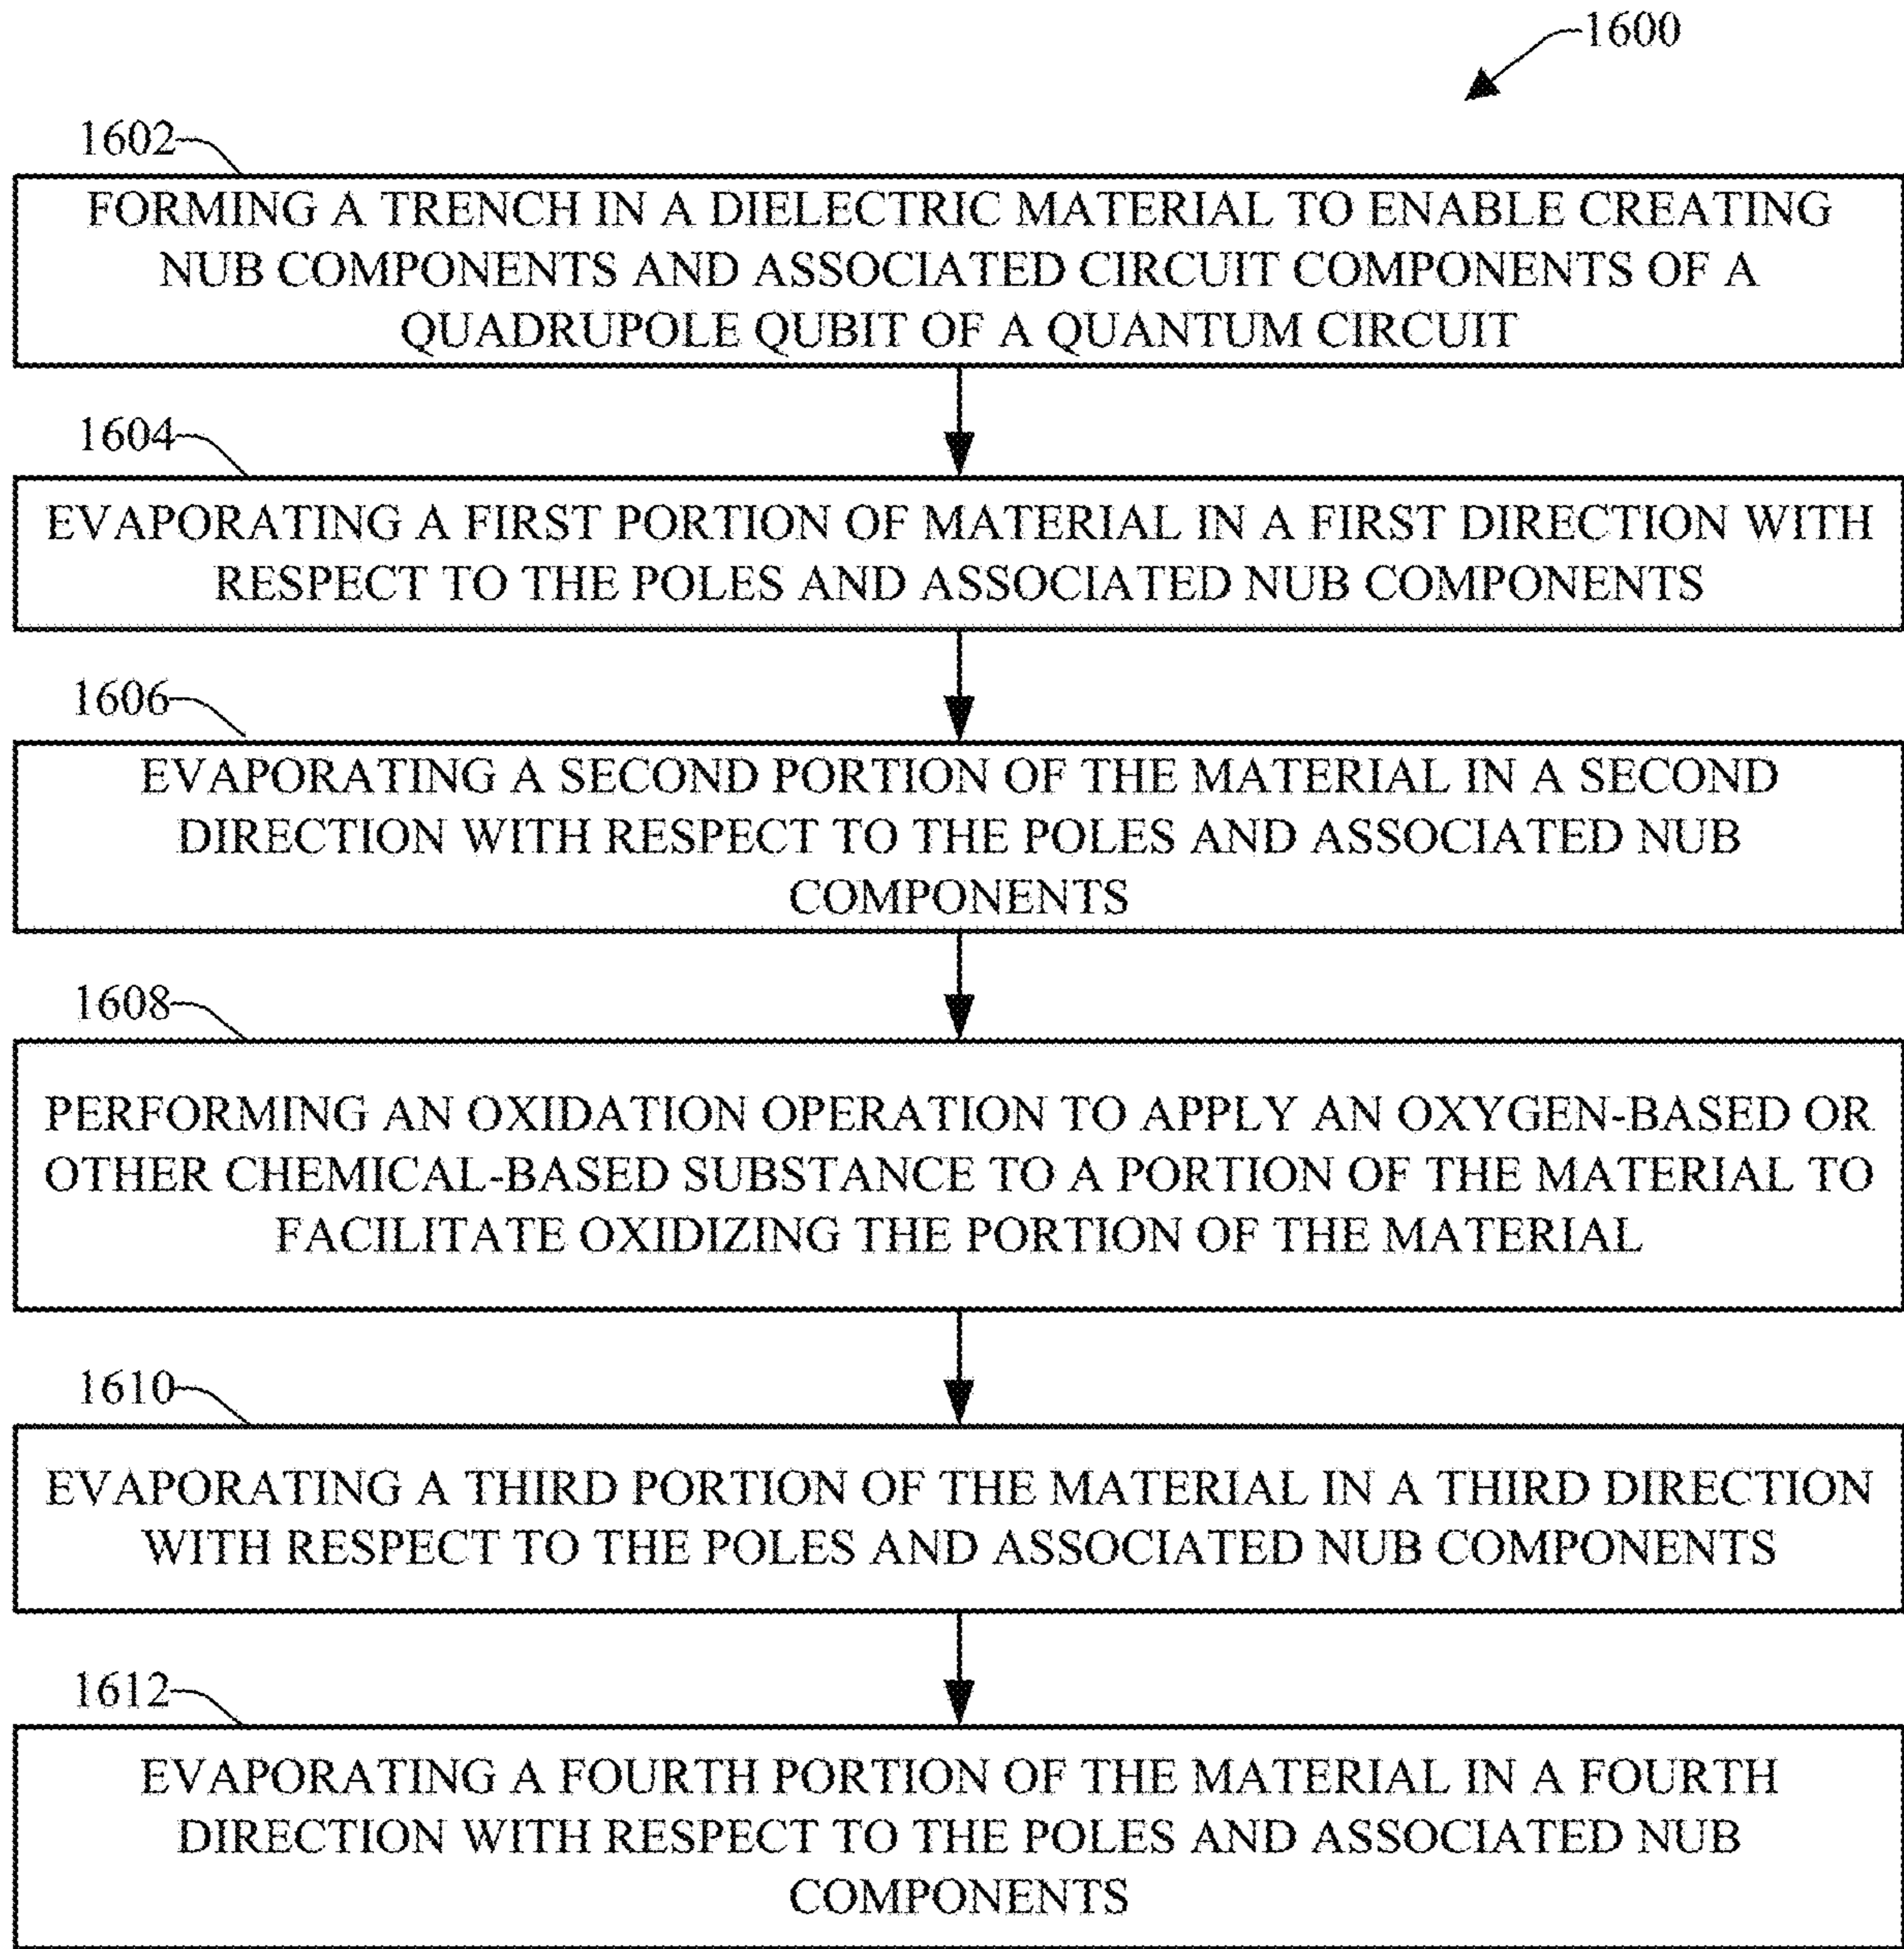 1600
1602
FORMING A TRENCH IN A DIELECTRIC MATERIAL TO ENABLE CREATING
NUB COMPONENTS AND ASSOCIATED CIRCUIT COMPONENTS OF A
QUADRUPOLE QUBIT OF A QUANTUM CIRCUIT
1604
EVAPORATING A FIRST PORTION OF MATERIAL IN A FIRST DIRECTION WITH
RESPECT TO THE POLES AND ASSOCIATED NUB COMPONENTS
1606
EVAPORATING A SECOND PORTION OF THE MATERIAL IN A SECOND
DIRECTION WITH RESPECT TO THE POLES AND ASSOCIATED NUB
COMPONENTS
1608
PERFORMING AN OXIDATION OPERATION TO APPLY AN OXYGEN-BASED OR
OTHER CHEMICAL-BASED SUBSTANCE TO A PORTION OF THE MATERIAL TO
FACILITATE OXIDIZING THE PORTION OF THE MATERIAL
1610
EVAPORATING A THIRD PORTION OF THE MATERIAL IN A THIRD DIRECTION
WITH RESPECT TO THE POLES AND ASSOCIATED NUB COMPONENTS
1612
EVAPORATING A FOURTH PORTION OF THE MATERIAL IN A FOURTH
DIRECTION WITH RESPECT TO THE POLES AND ASSOCIATED NUB
COMPONENTS